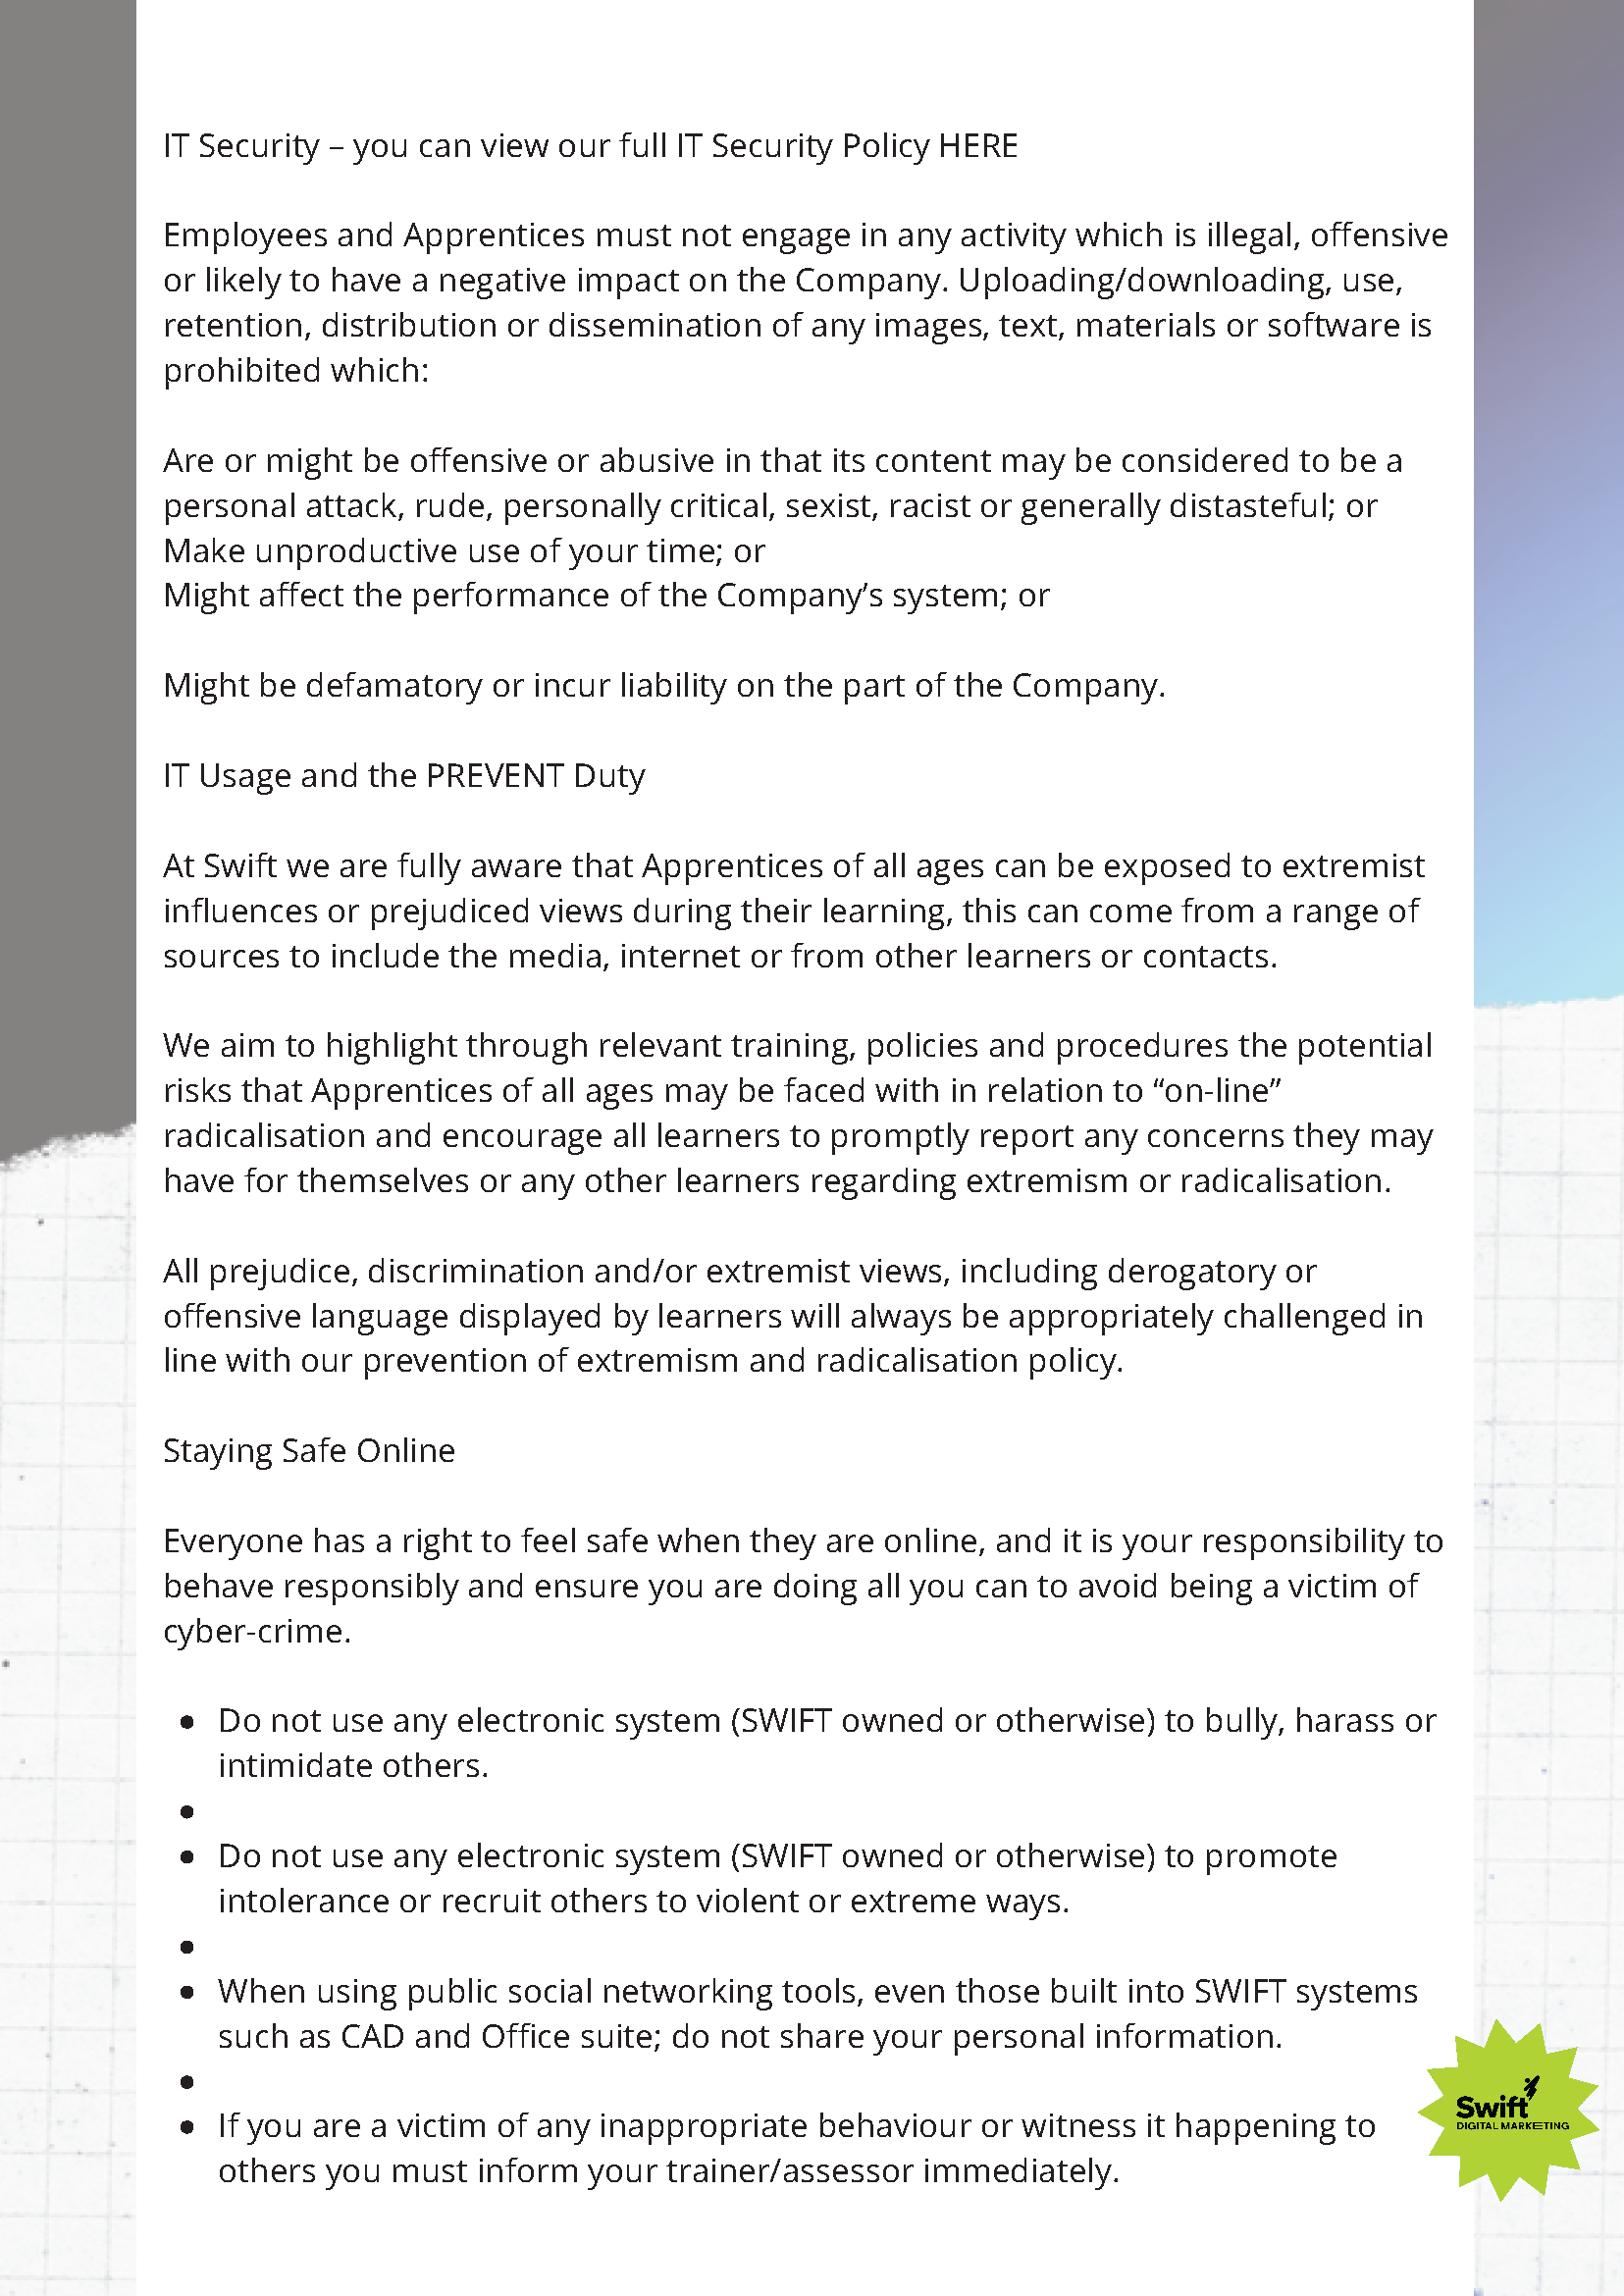 IT Security – you can view our full IT Security Policy HERE
Employees and Apprentices must not engage in any activity which is illegal, offensive
or likely to have a negative impact on the Company. Uploading/downloading, use,
retention, distribution or dissemination of any images, text, materials or software is
prohibited which:
Are or might be offensive or abusive in that its content may be considered to be a
personal attack, rude, personally critical, sexist, racist or generally distasteful; or
Make unproductive use of your time; or
Might affect the performance of the Company’s system; or
Might be defamatory or incur liability on the part of the Company.
IT Usage and the PREVENT Duty
At Swift we are fully aware that Apprentices of all ages can be exposed to extremist
influences or prejudiced views during their learning, this can come from a range of
sources to include the media, internet or from other learners or contacts.
We aim to highlight through relevant training, policies and procedures the potential
risks that Apprentices of all ages may be faced with in relation to “on-line”
radicalisation and encourage all learners to promptly report any concerns they may
have for themselves or any other learners regarding extremism or radicalisation.
All prejudice, discrimination and/or extremist views, including derogatory or
offensive language displayed by learners will always be appropriately challenged in
line with our prevention of extremism and radicalisation policy.
Staying Safe Online
Everyone has a right to feel safe when they are online, and it is your responsibility to
behave responsibly and ensure you are doing all you can to avoid being a victim of
cyber-crime.
• Do not use any electronic system (SWIFT owned or otherwise) to bully, harass or
intimidate others.
•
• Do not use any electronic system (SWIFT owned or otherwise) to promote
intolerance or recruit others to violent or extreme ways.
•
• When using public social networking tools, even those built into SWIFT systems
such as CAD and Office suite; do not share your personal information.
•
• If you are a victim of any inappropriate behaviour or witness it happening to
others you must inform your trainer/assessor immediately.
Swift
DIGITAL MARKETING